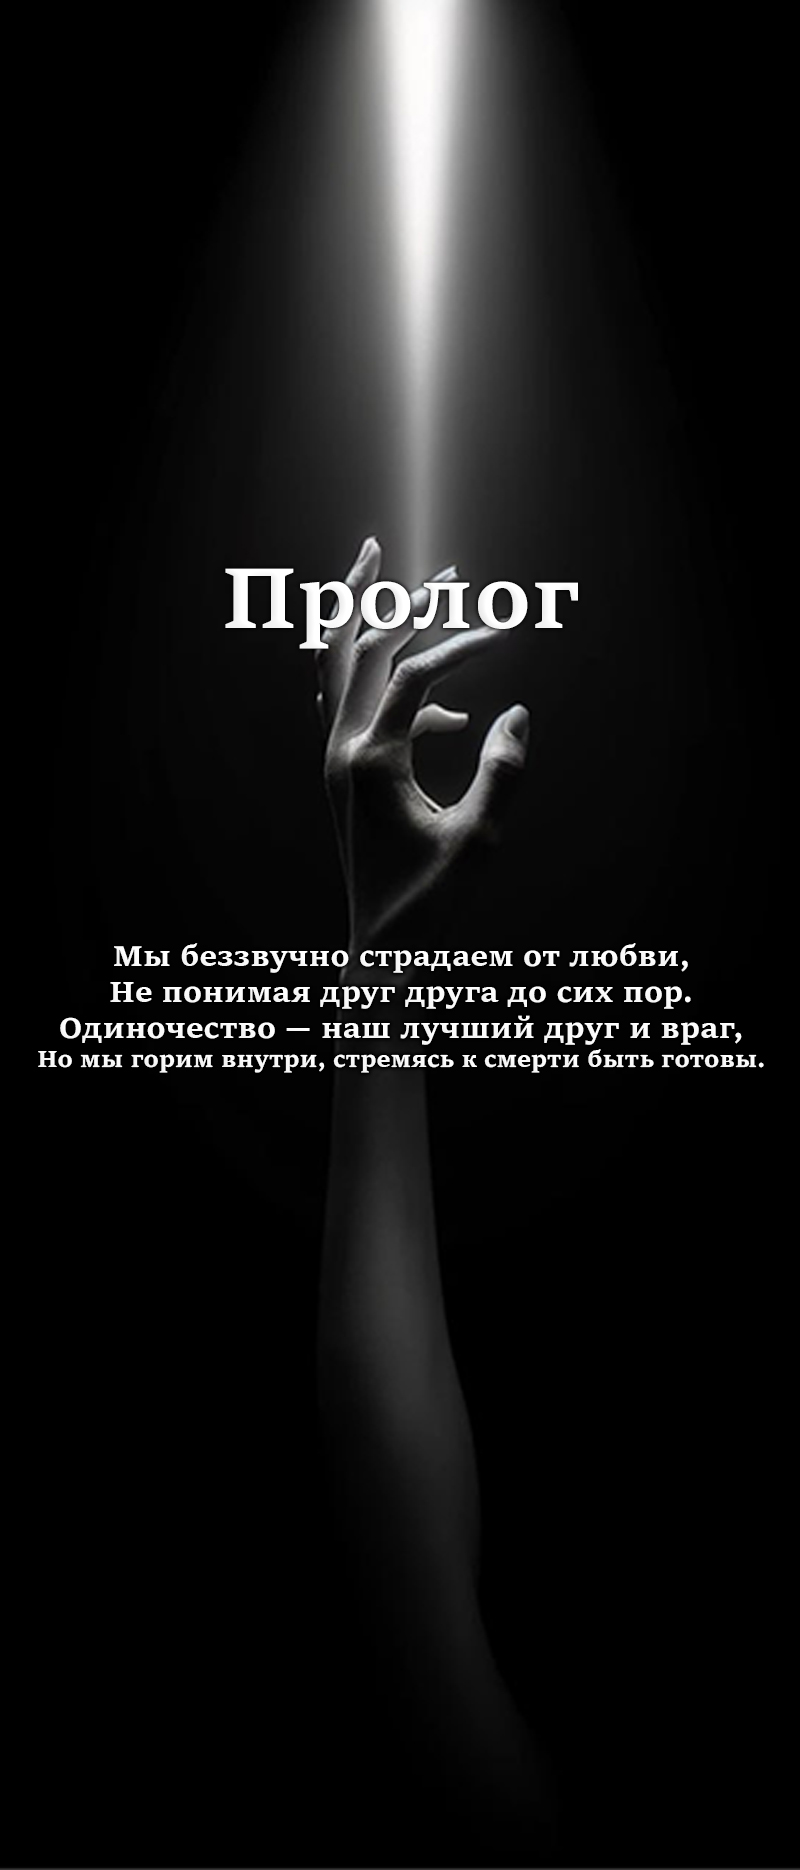 Пролог
Мы беззвучно страдаем от любви,
Не понимая друг друга до сих пор.
Одиночество — наш лучший друг и враг,
Но мы горим внутри, стремясь к смерти быть готовы.